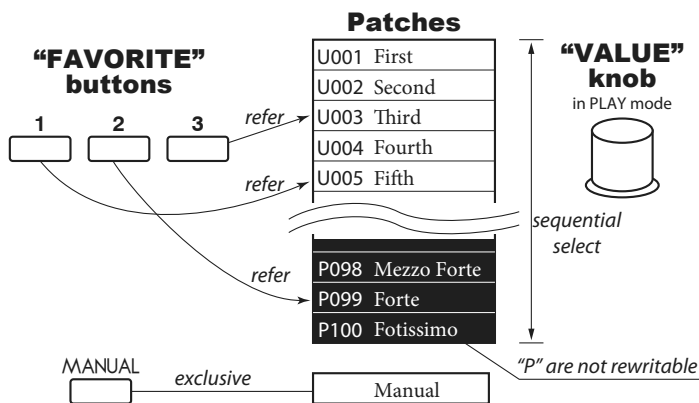 Patches
“FAVORITE”
buttons
1 2 3
refer
refer
refer
U001 First
U002 Second
U003 Third
U004 Fourth
U005 Fifth
P098 Mezzo Forte
P099 Forte
P100 Fotissimo
“VALUE”
knob
in PLAY mode
sequential
select
“P” are not rewritable
MANUAL
exclusive
Manual